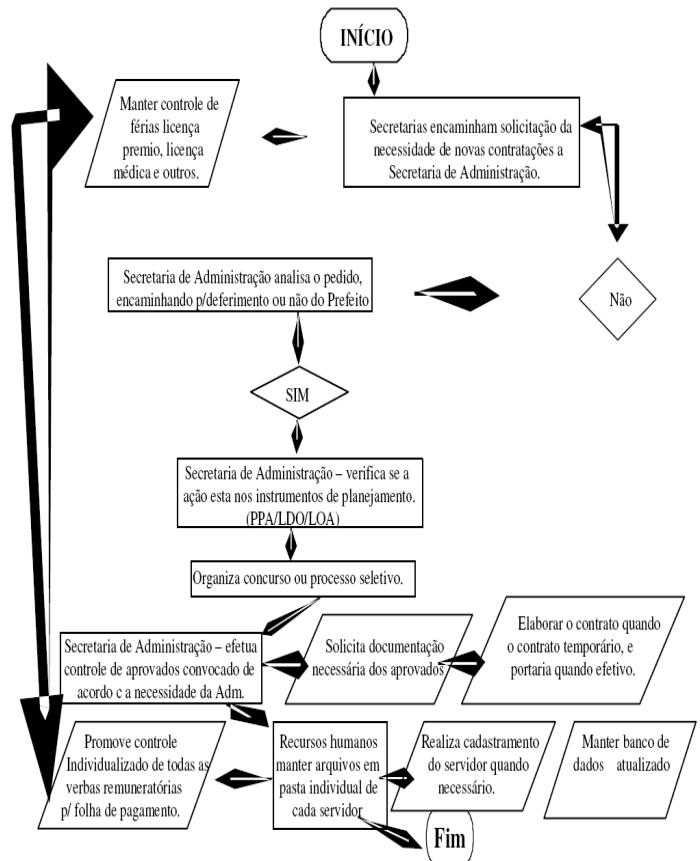 INÍCIO
Manter controle de
férias licença
premio, licença
médica e outros.
Secretarias encaminham solicitação da
necessidade de novas contratações a
Secretaria de Administração.
Secretaria de Administração analisa o pedido,
encaminhando p/deferimento ou não do Prefeito
Não
SIM
Secretaria de Administração – verifica se a
ação esta nos instrumentos de planejamento.
(PPA/LDO/LOA)
Organiza concurso ou processo seletivo.
Secretaria de Administração – efetua
controle de aprovados convocado de
acordo c a necessidade da Adm.
Solicita documentação
necessária dos aprovados
Elaborar o contrato quando
o contrato temporário, e
portaria quando efetivo.
Promove controle
Individualizado de todas as
verbas remuneratórias
p/ folha de pagamento.
Recursos humanos
manter arquivos em
pasta individual de
cada servidor
Realiza cadastramento
do servidor quando
necessário.
Manter banco de
dados atualizado
Fim